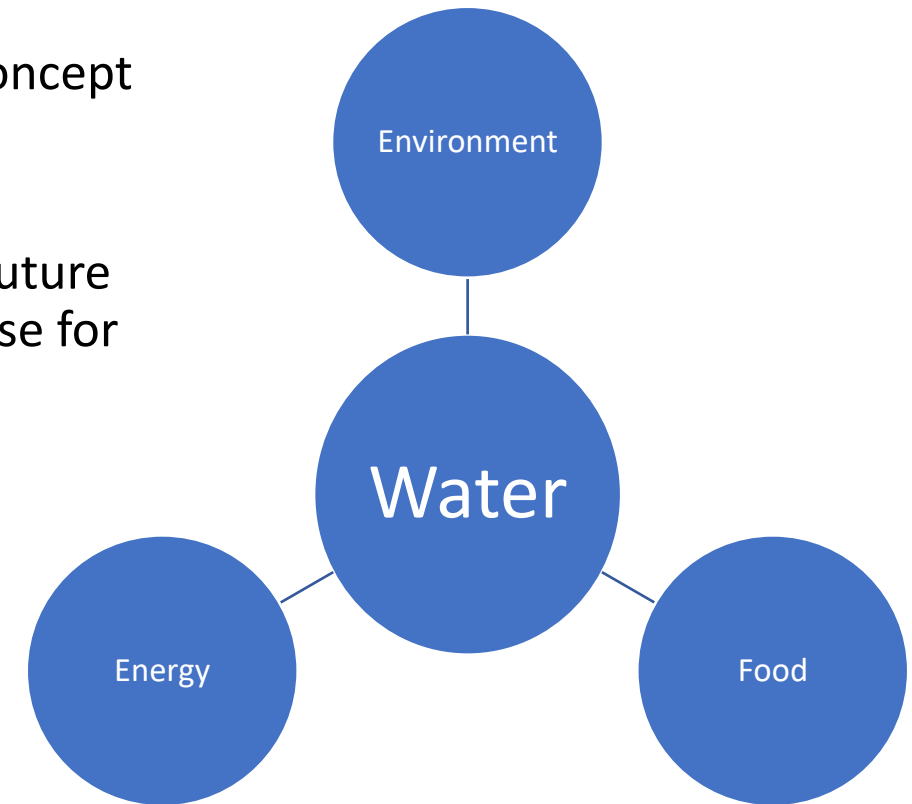 oncept
uture
se for
Environment
Water
Energy
Food